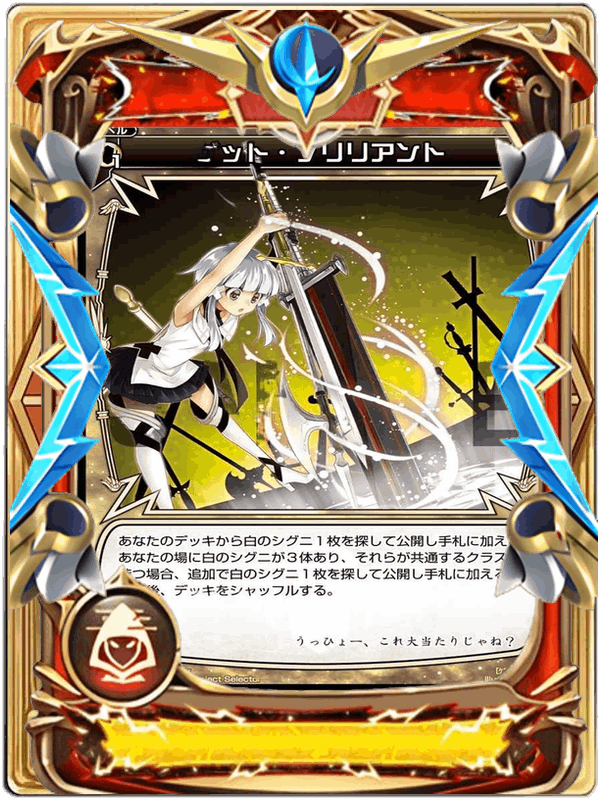 ット・ブリリアント
あなたのデッキから白のシグニ1枚を探して公開し手札に加え
あなたの場に白のシグニが3体あり、それらが共通するクラス
つ場合、追加で白のシグニ1枚を探して公開し手札に加える
後、デッキをシャッフルする。
うっひょー、これ大当たりじゃね?
lect Selector